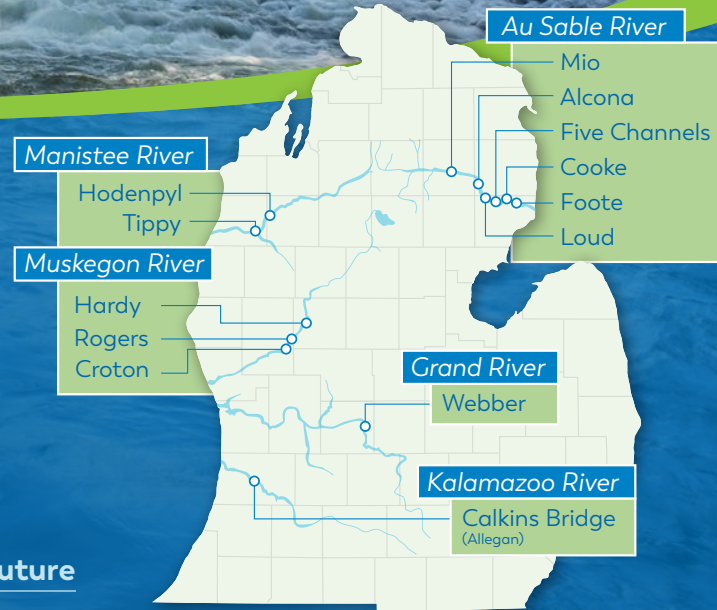 Au Sable River
Mio
Alcona
Five Channels
Cooke
Foote
Loud
Manistee River
Hodenpyl
Tippy
Muskegon River
Hardy
Rogers
Croton
Grand River
Webber
Kalamazoo River
Calkins Bridge
(Allegan)